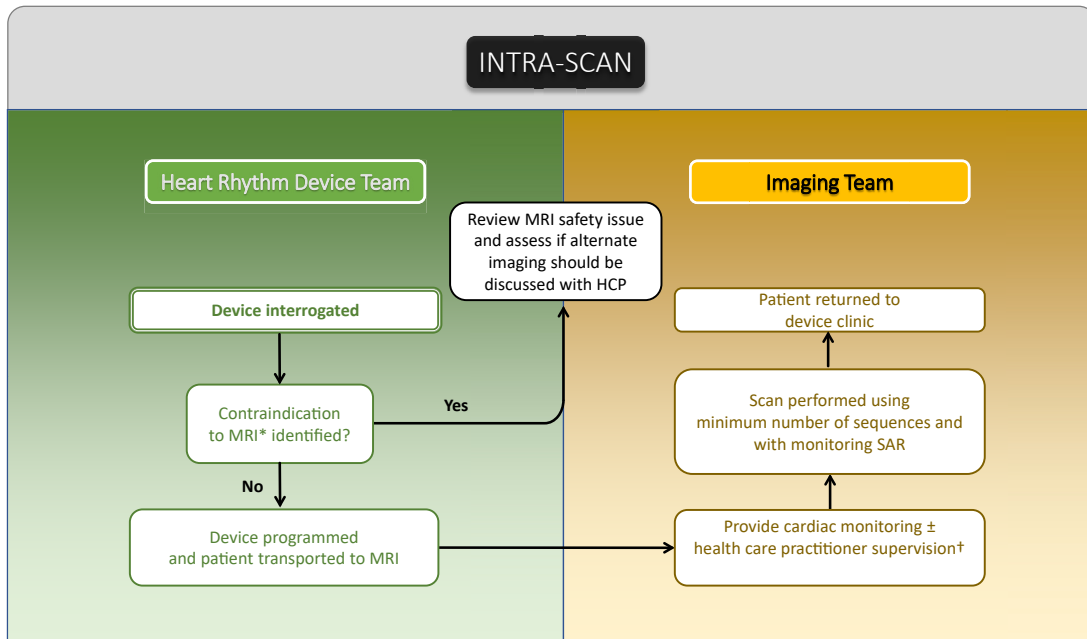 INTRA-SCAN
Heart Rhythm Device Team
Imaging Team
Review MRI safety issue
and assess if alternate
imaging should be
discussed with HCP
Device interrogated
Contraindication
to MRI* identified?
Yes
No
Device programmed
and patient transported to MRI
Provide cardiac monitoring ±
health care practitioner supervision†
Scan performed using
minimum number of sequences and
with monitoring SAR
Patient returned to
device clinic